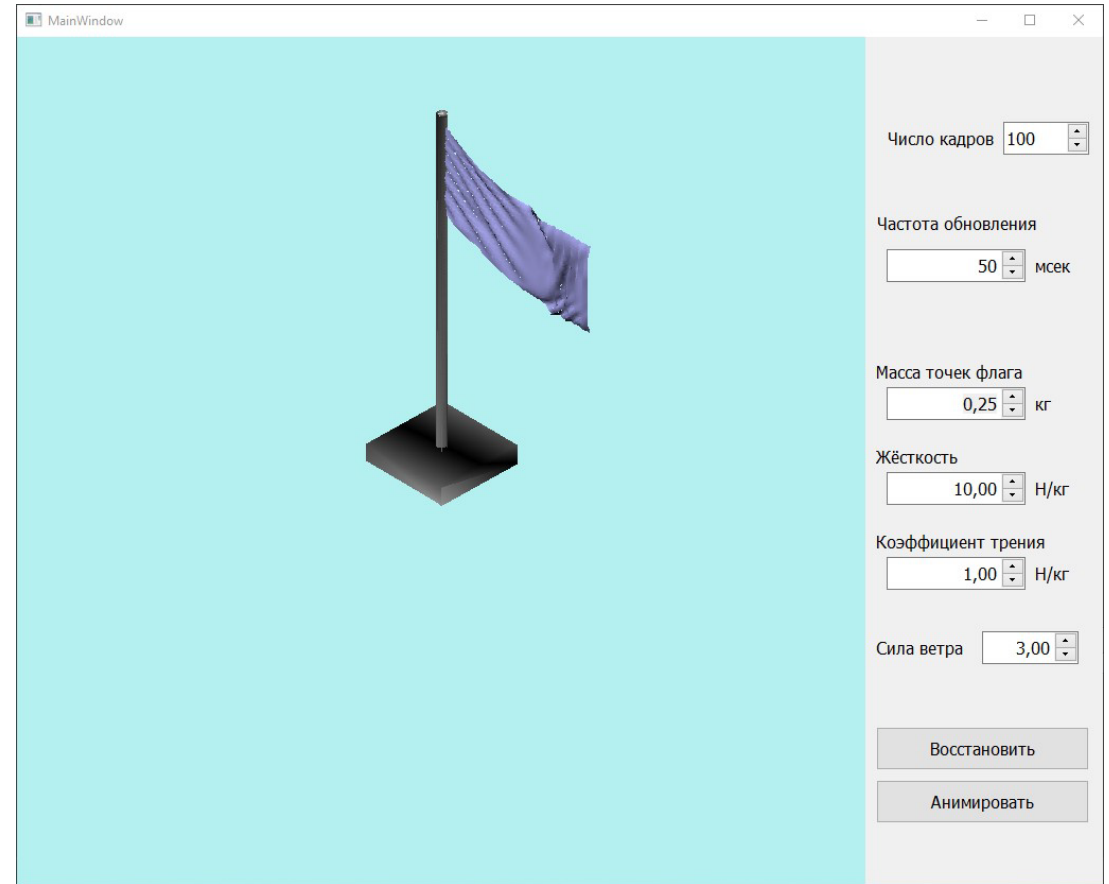 MainWindow
Число кадров 100
Частота обновления
50 мсек
Масса точек флага
0,25 кг
Жёсткость
10,00 Н/кг
Коэффициент трения
1,00 Н/кг
Сила ветра 3,00
Восстановить
Анимировать